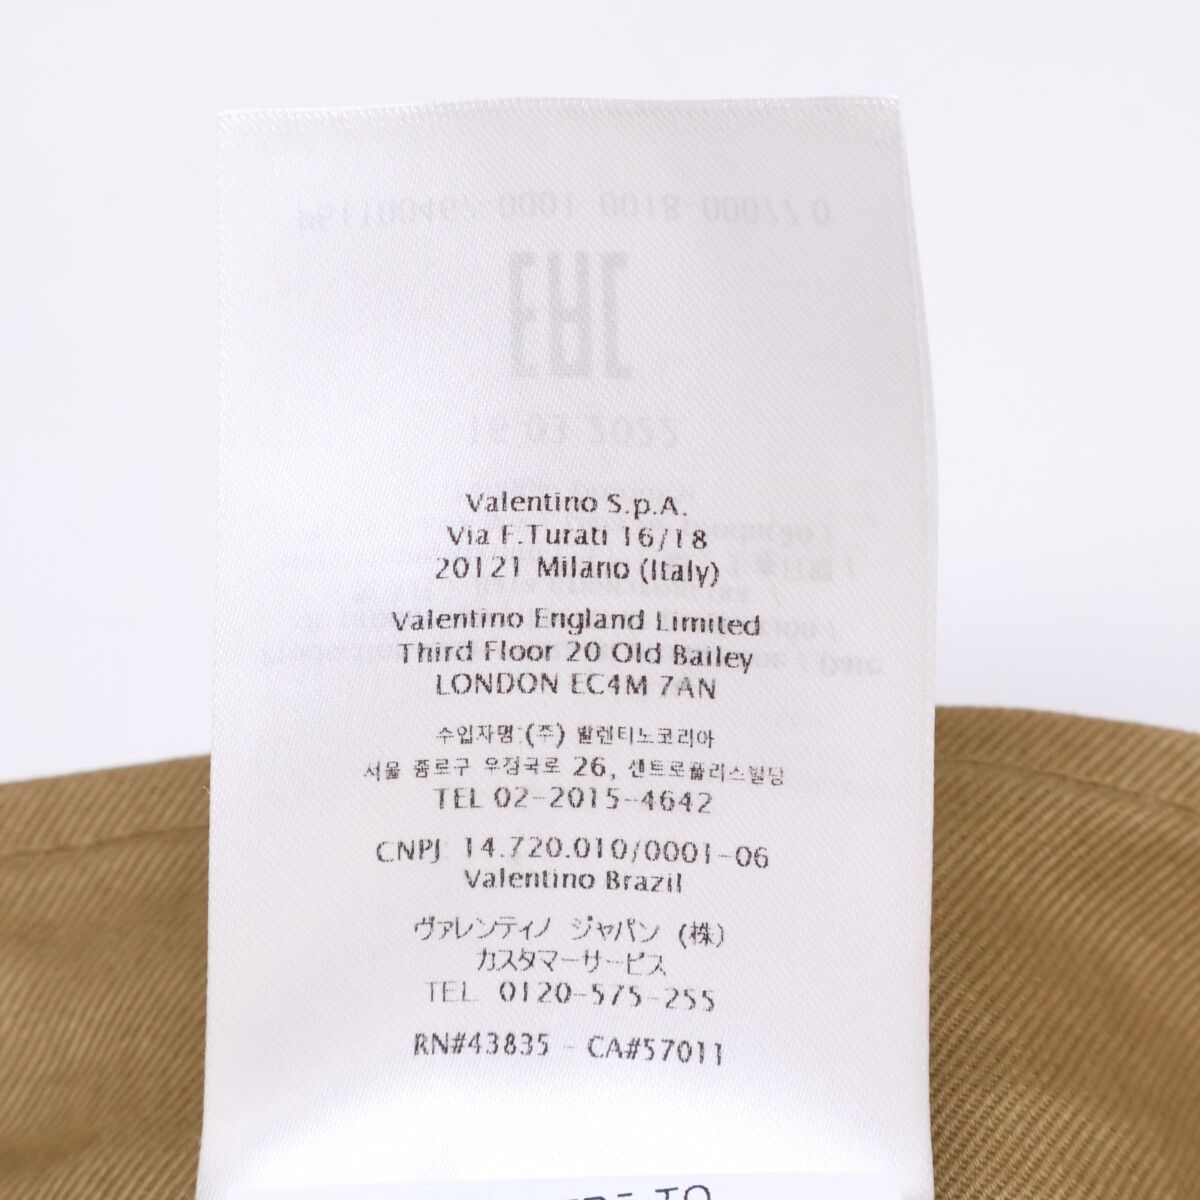 Valentino S.p.A.
Via F.Turati 16/18
20121 Milano (Italy)
Valentino England Limited
Third Floor 20 Old Bailey
LONDON EC4M 7AN
수입자명:(주) 발렌티노코리아
서울 종로구 우정국로 26, 센트로폴리스빌딩
TEL 02-2015-4642
CNPJ 14.720.010/0001-06
Valentino Brazil
ヴァレンティノ ジャパン (株)
カスタマーサービス
TEL 0120-575-255
RN#43835 - CA#57011
TO